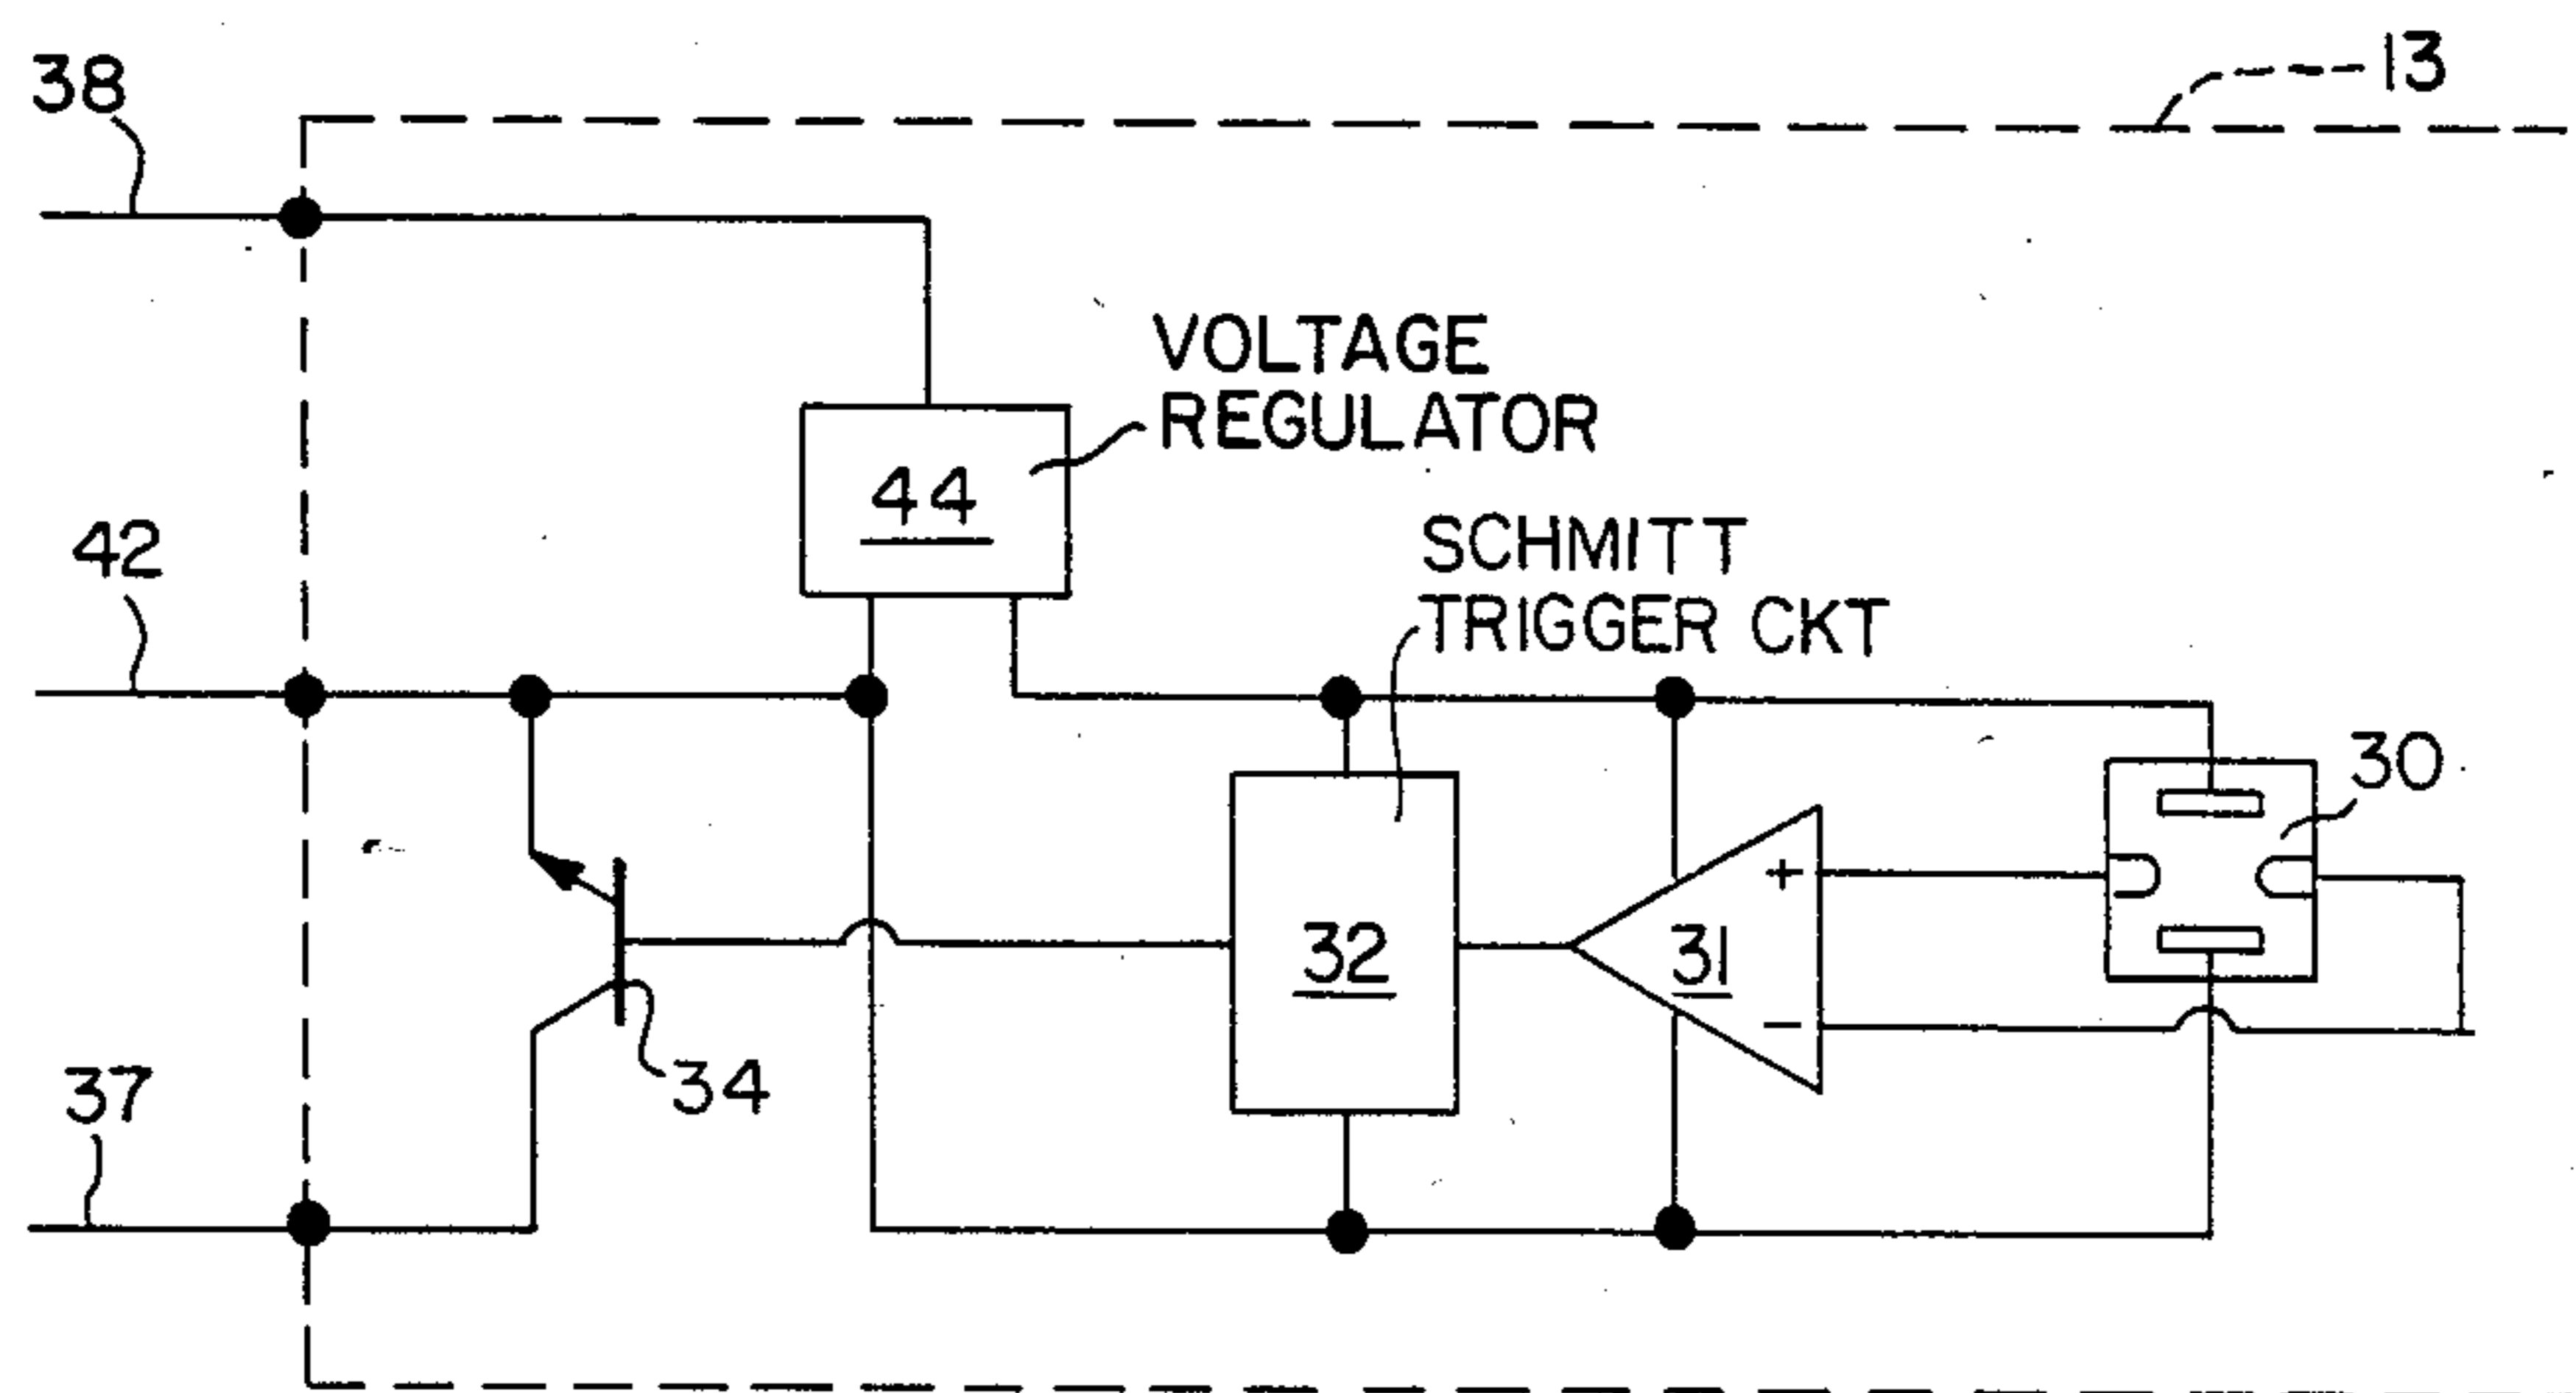 13
38
VOLTAGE
REGULATOR
44
42
SCHMITT
TRIGGER CKT
30
+
31
32
−
34
37